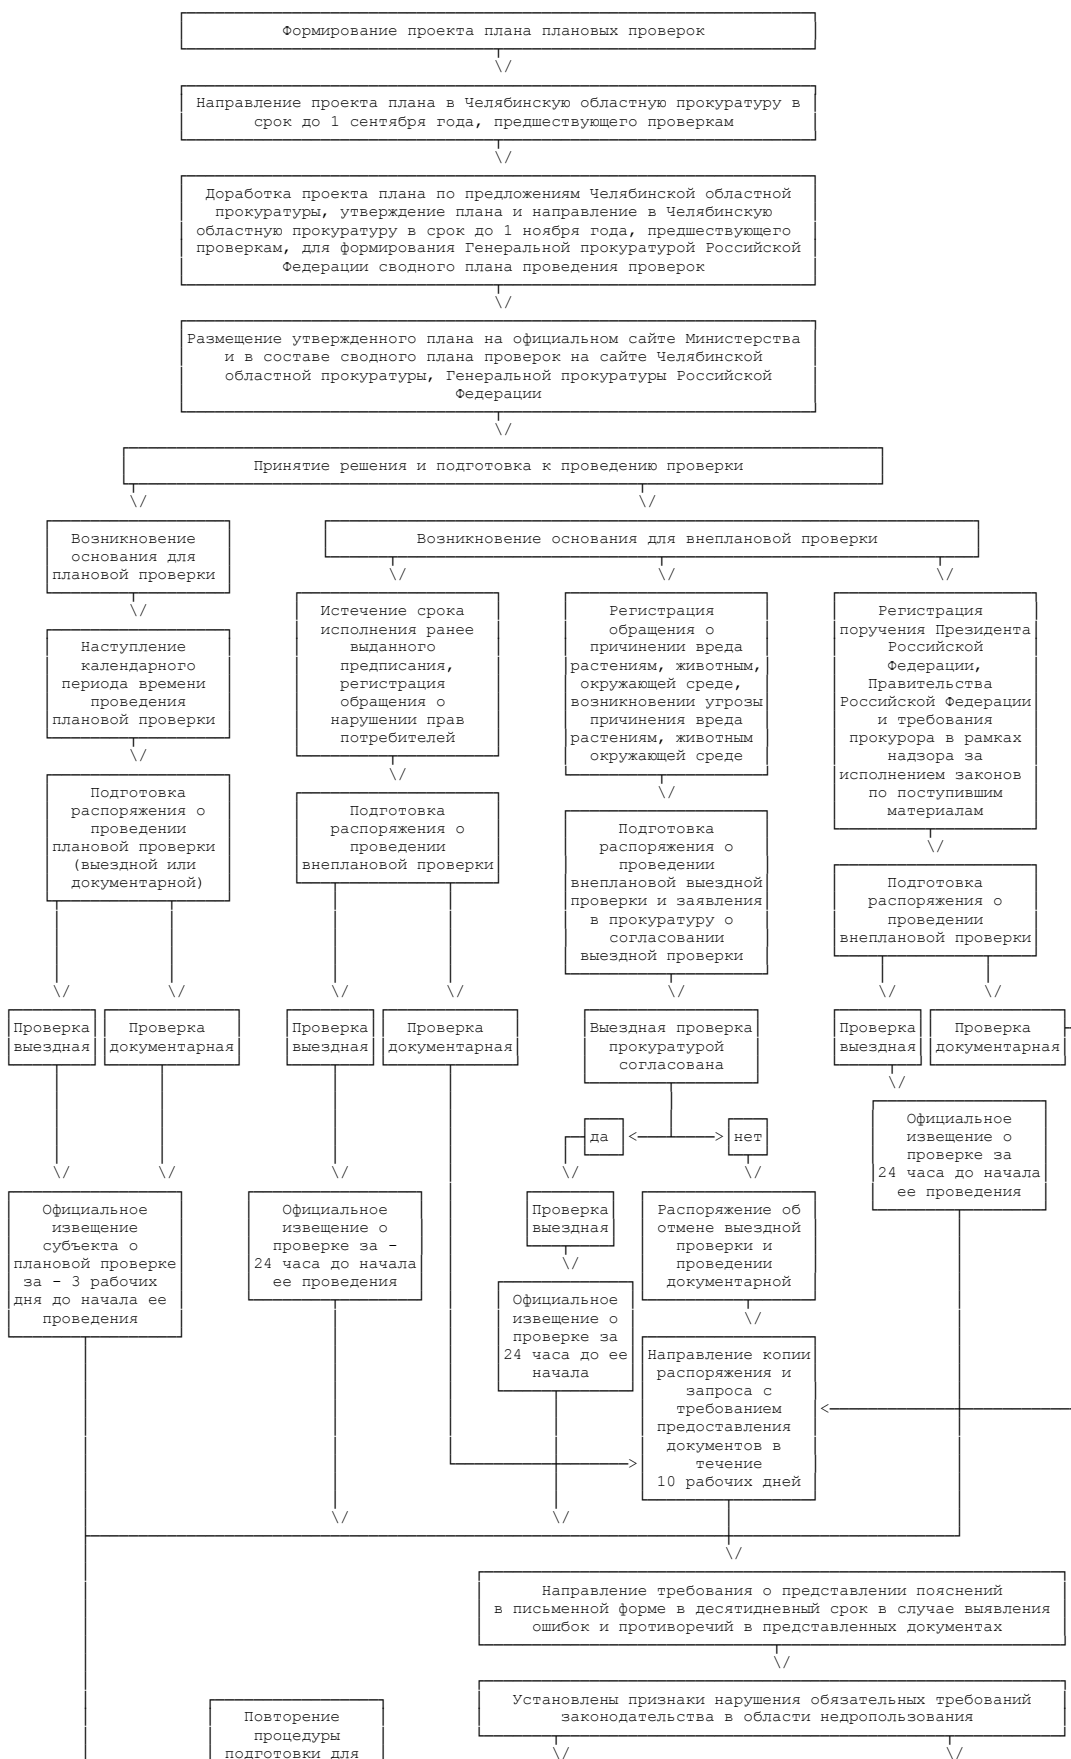 Формирование проекта плана плановых проверок
Направление проекта плана в Челябинскую областную прокуратуру в
срок до 1 сентября года, предшествующего проверкам
Доработка проекта плана по предложениям Челябинской областной
прокуратуры, утверждение плана и направление в Челябинскую
областную прокуратуру в срок до 1 ноября года, предшествующего
проверкам, для формирования Генеральной прокуратурой Российской
Федерации сводного плана проведения проверок
Размещение утвержденного плана на официальном сайте Министерства
и в составе сводного плана проверок на сайте Челябинской
областной прокуратуры, Генеральной прокуратуры Российской
Федерации
Принятие решения и подготовка к проведению проверки
Возникновение
основания для
плановой проверки
Возникновение основания для внеплановой проверки
Наступление
календарного
периода времени
проведения
плановой проверки
Истечение срока
исполнения ранее
выданного
предписания,
регистрация
обращения о
нарушении прав
потребителей
Регистрация
обращения о
причинении вреда
растениям, животным,
окружающей среде,
возникновении угрозы
причинения вреда
растениям, животным
окружающей среде
Регистрация
поручения Президента
Российской
Федерации,
Правительства
Российской Федерации
и требования
прокурора в рамках
надзора за
исполнением законов
по поступившим
материалам
Подготовка
распоряжения о
проведении
плановой проверки
(выездной или
документарной)
Подготовка
распоряжения о
проведении
внеплановой проверки
Подготовка
распоряжения о
проведении
внеплановой выездной
проверки и заявления
в прокуратуру о
согласовании
выездной проверки
Подготовка
распоряжения о
проведении
внеплановой проверки
Проверка
выездная
Проверка
документарная
Проверка
выездная
Проверка
документарная
Выездная проверка
прокуратурой
согласована
Проверка
выездная
Проверка
документарная
да
нет
Официальное
извещение о
проверке за
24 часа до начала
ее проведения
Официальное
извещение
субъекта о
плановой проверке
за - 3 рабочих
дня до начала ее
проведения
Официальное
извещение о
проверке за -
24 часа до начала
ее проведения
Проверка
выездная
Распоряжение об
отмене выездной
проверки и
проведении
документарной
Официальное
извещение о
проверке за
24 часа до ее
начала
Направление копии
распоряжения и
запроса с
требованием
предоставления
документов в
течение
10 рабочих дней
Направление требования о представлении пояснений
в письменной форме в десятидневный срок в случае выявления
ошибок и противоречий в представленных документах
Установлены признаки нарушения обязательных требований
законодательства в области недропользования
Повторение
процедуры
подготовки для